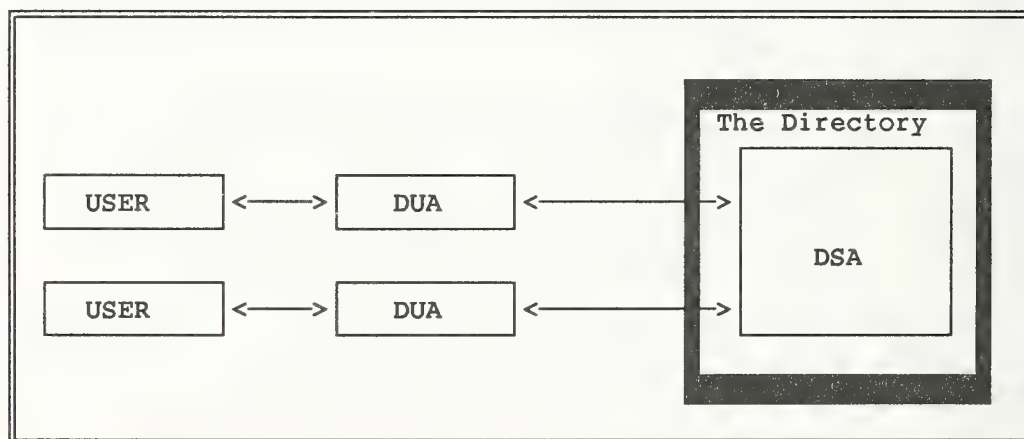 The Directory
USER
DUA
DSA
USER
DUA